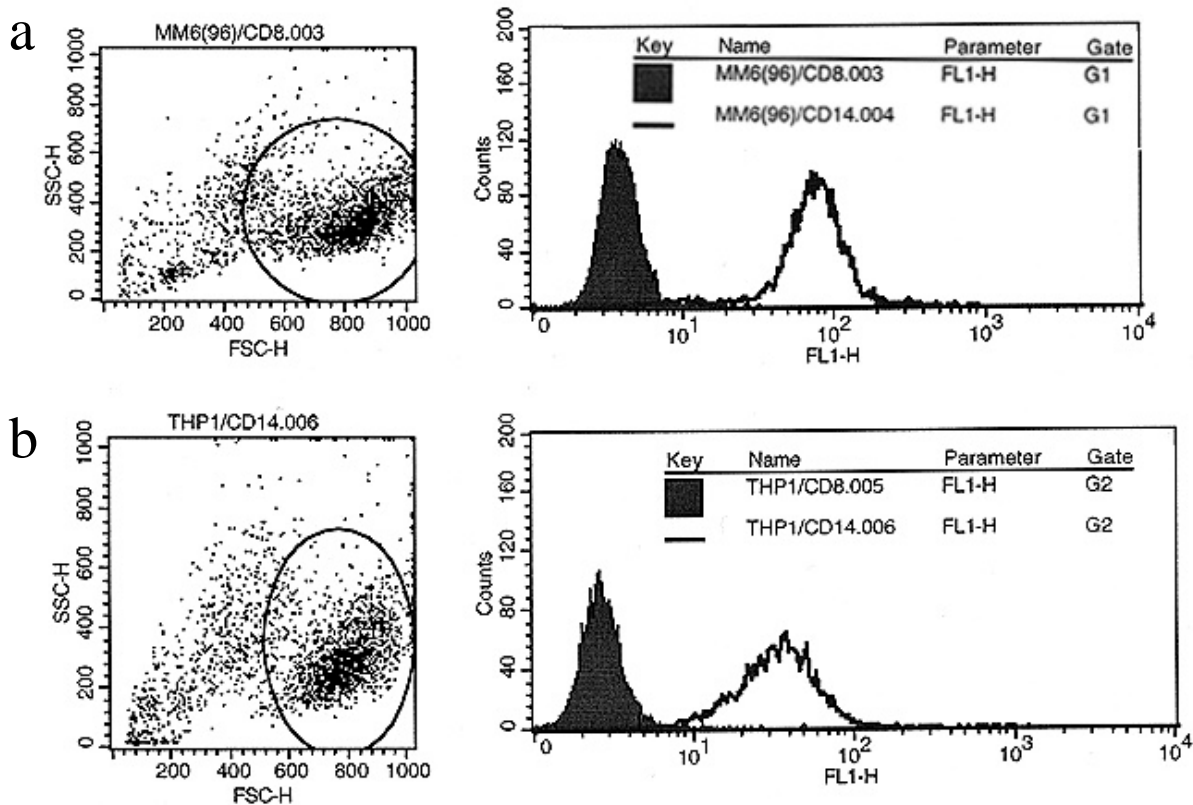 a
MM6(96)/CD8.003
1000
800
600
400
200
0
SSC-H
200 400 600 800 1000
FSC-H
200
160
120
80
40
0
Counts
Key Name Parameter Gate
MM6(96)/CD8.003 FL1-H G1
MM6(96)/CD14.004 FL1-H G1
0 10¹ 10² 10³ 10⁴
FL1-H
b
THP1/CD14.006
1000
800
600
400
200
0
SSC-H
200 400 600 800 1000
FSC-H
200
160
120
80
40
0
Counts
Key Name Parameter Gate
THP1/CD8.005 FL1-H G2
THP1/CD14.006 FL1-H G2
0 10¹ 10² 10³ 10⁴
FL1-H